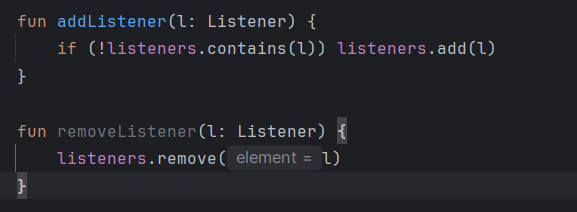 fun addListener(l: Listener) {
    if (!listeners.contains(l)) listeners.add(l)
}

fun removeListener(l: Listener) {
    listeners.remove( element = l)
}